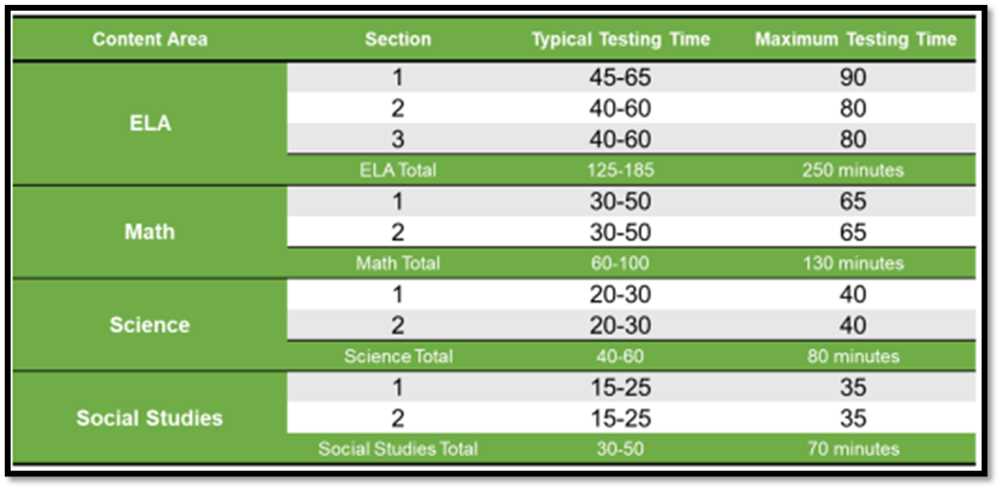 Content Area Section Typical Testing Time Maximum Testing Time
ELA
1 45-65 90
2 40-60 80
3 40-60 80
ELA Total 125-185 250 minutes
Math
1 30-50 65
2 30-50 65
Math Total 60-100 130 minutes
Science
1 20-30 40
2 20-30 40
Science Total 40-60 80 minutes
Social Studies
1 15-25 35
2 15-25 35
Social Studies Total 30-50 70 minutes